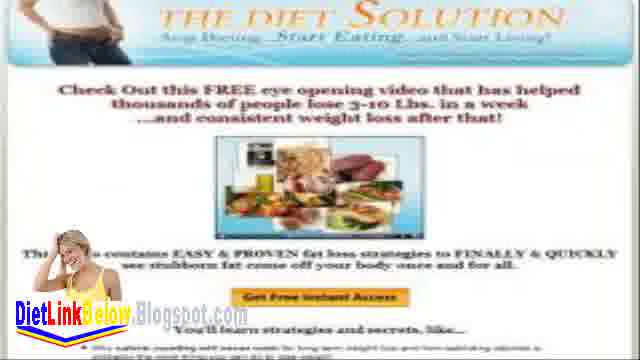 THE DIET SOLUTION
Stop Dieting...Start Eating...and Start Living!
Check Out this FREE eye opening video that has helped
thousands of people lose 3-10 Lbs. in a week
...and consistent weight loss after that!
contains EASY & PROVEN fat loss strategies to FINALLY & QUICKLY
see stubborn fat come off your body once and for all.
Get Free Instant Access
DietLinkBelow.Blogspot.com
You'll learn strategies and secrets, like...